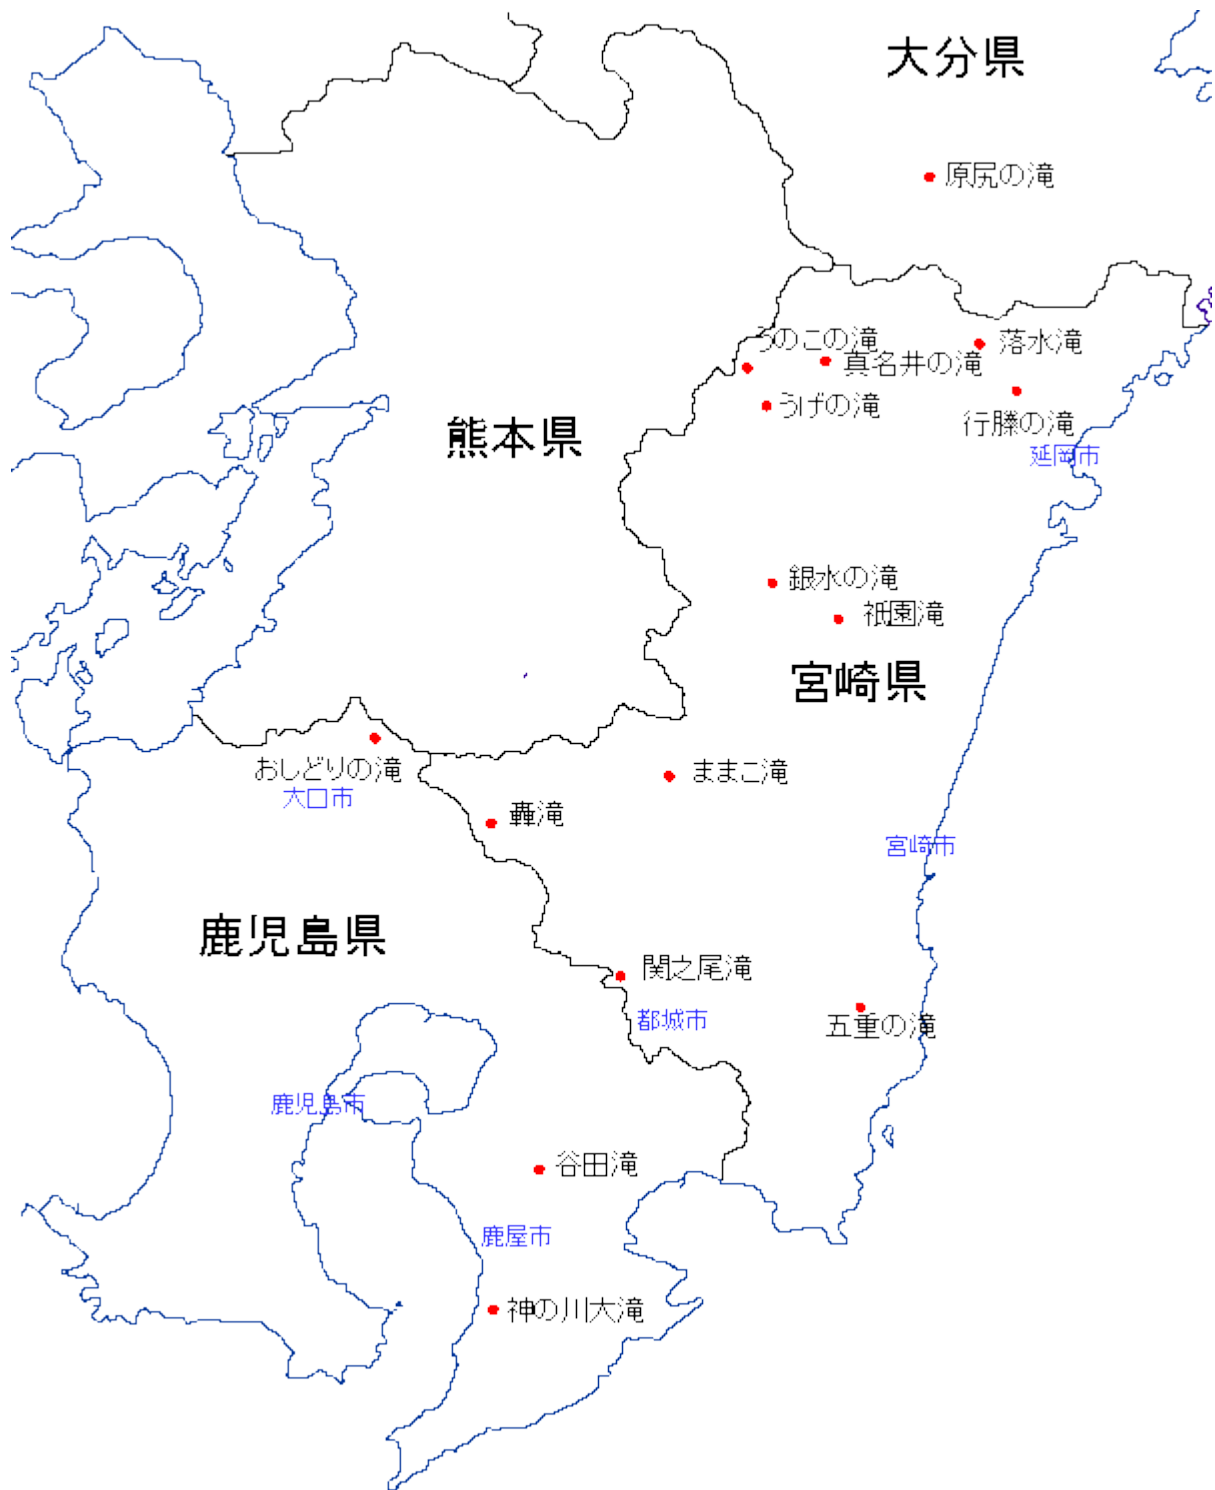 大分県
原尻の滝
うのこの滝
落水滝
真名井の滝
うげの滝
行縢の滝
熊本県
延岡市
銀水の滝
祇園滝
宮崎県
おしどりの滝
ままこ滝
大口市
轟滝
宮崎市
鹿児島県
関之尾滝
都城市
五重の滝
鹿児島市
谷田滝
鹿屋市
神の川大滝